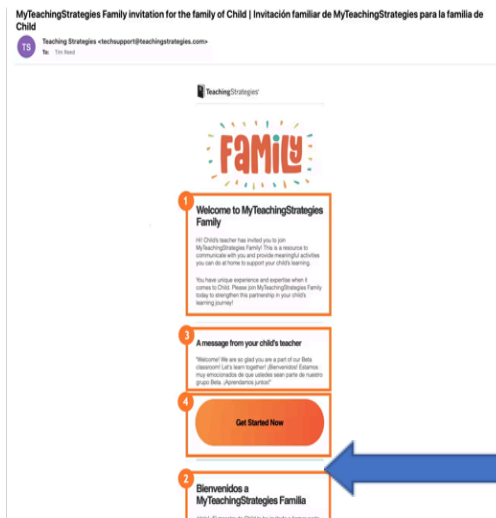 MyTeachingStrategies Family invitation for the family of Child | Invitación familiar de MyTeachingStrategies para la familia de
Child
TS
Teaching Strategies <techsupport@teachingstrategies.com>
To: Tim Reed
TeachingStrategies
FAMILY
1
Welcome to MyTeachingStrategies
Family
Hi! Child's teacher has invited you to join
MyTeachingStrategies Family! This is a resource to
communicate with you and provide meaningful activities
you can do at home to support your child's learning.
You have unique experience and expertise when it
comes to Child. Please join MyTeachingStrategies Family
today to strengthen this partnership in your child's
learning journey!
3
A message from your child's teacher
"Welcome! We are so glad you are a part of our Beta
classroom! Let's learn together! ¡Bienvenidos! Estamos
muy emocionados de que ustedes sean parte de nuestro
grupo Beta. ¡Aprendamos juntos!"
4
Get Started Now
2
Bienvenidos a
MyTeachingStrategies Familia